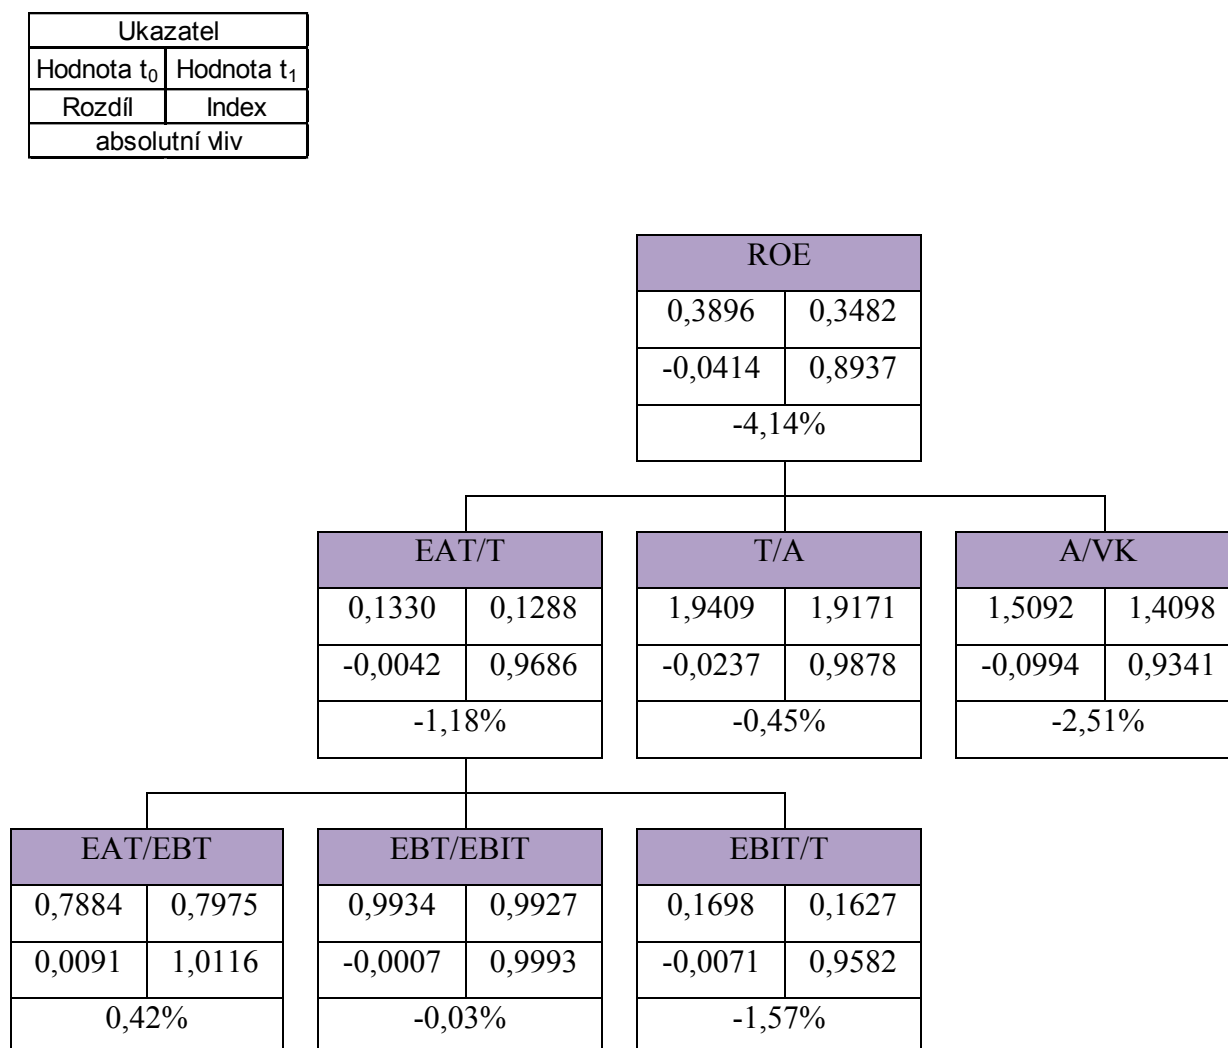 Ukazatel
Hodnota t0 Hodnota t1
Rozdíl Index
absolutní vliv
ROE
0,3896 0,3482
-0,0414 0,8937
-4,14%
EAT/T T/A A/VK
0,1330 0,1288 1,9409 1,9171 1,5092 1,4098
-0,0042 0,9686 -0,0237 0,9878 -0,0994 0,9341
-1,18% -0,45% -2,51%
EAT/EBT EBT/EBIT EBIT/T
0,7884 0,7975 0,9934 0,9927 0,1698 0,1627
0,0091 1,0116 -0,0007 0,9993 -0,0071 0,9582
0,42% -0,03% -1,57%